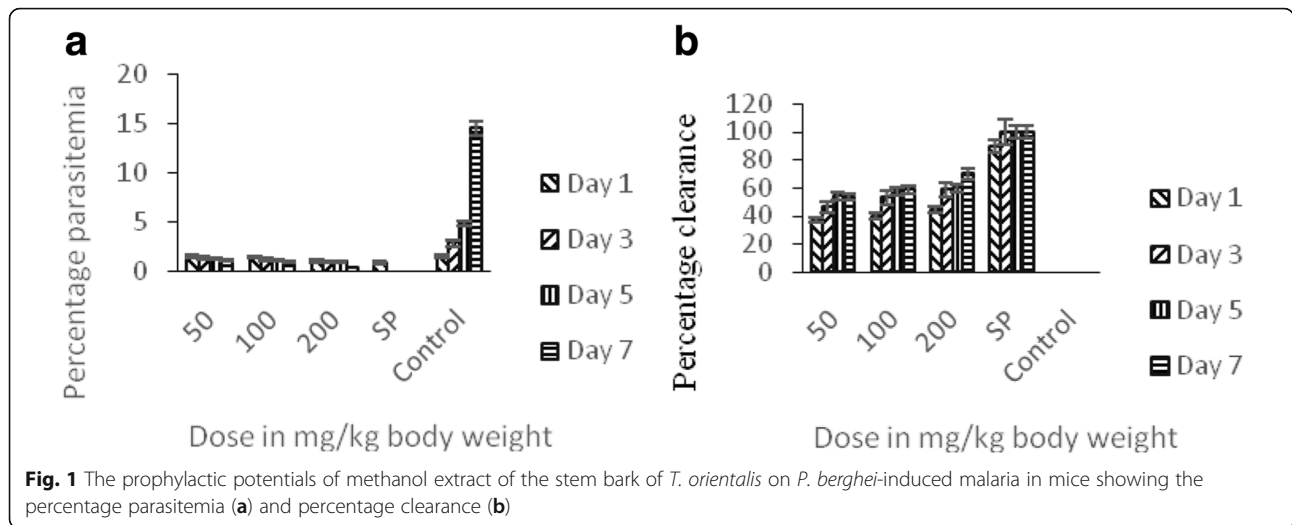 a
Percentage parasitemia
20
15
10
5
0
50
100
200
SP
Control
Day 1
Day 3
Day 5
Day 7
Dose in mg/kg body weight
b
Percentage clearance
120
100
80
60
40
20
0
50
100
200
SP
Control
Day 1
Day 3
Day 5
Day 7
Dose in mg/kg body weight
Fig. 1 The prophylactic potentials of methanol extract of the stem bark of T. orientalis on P. berghei-induced malaria in mice showing the
percentage parasitemia (a) and percentage clearance (b)